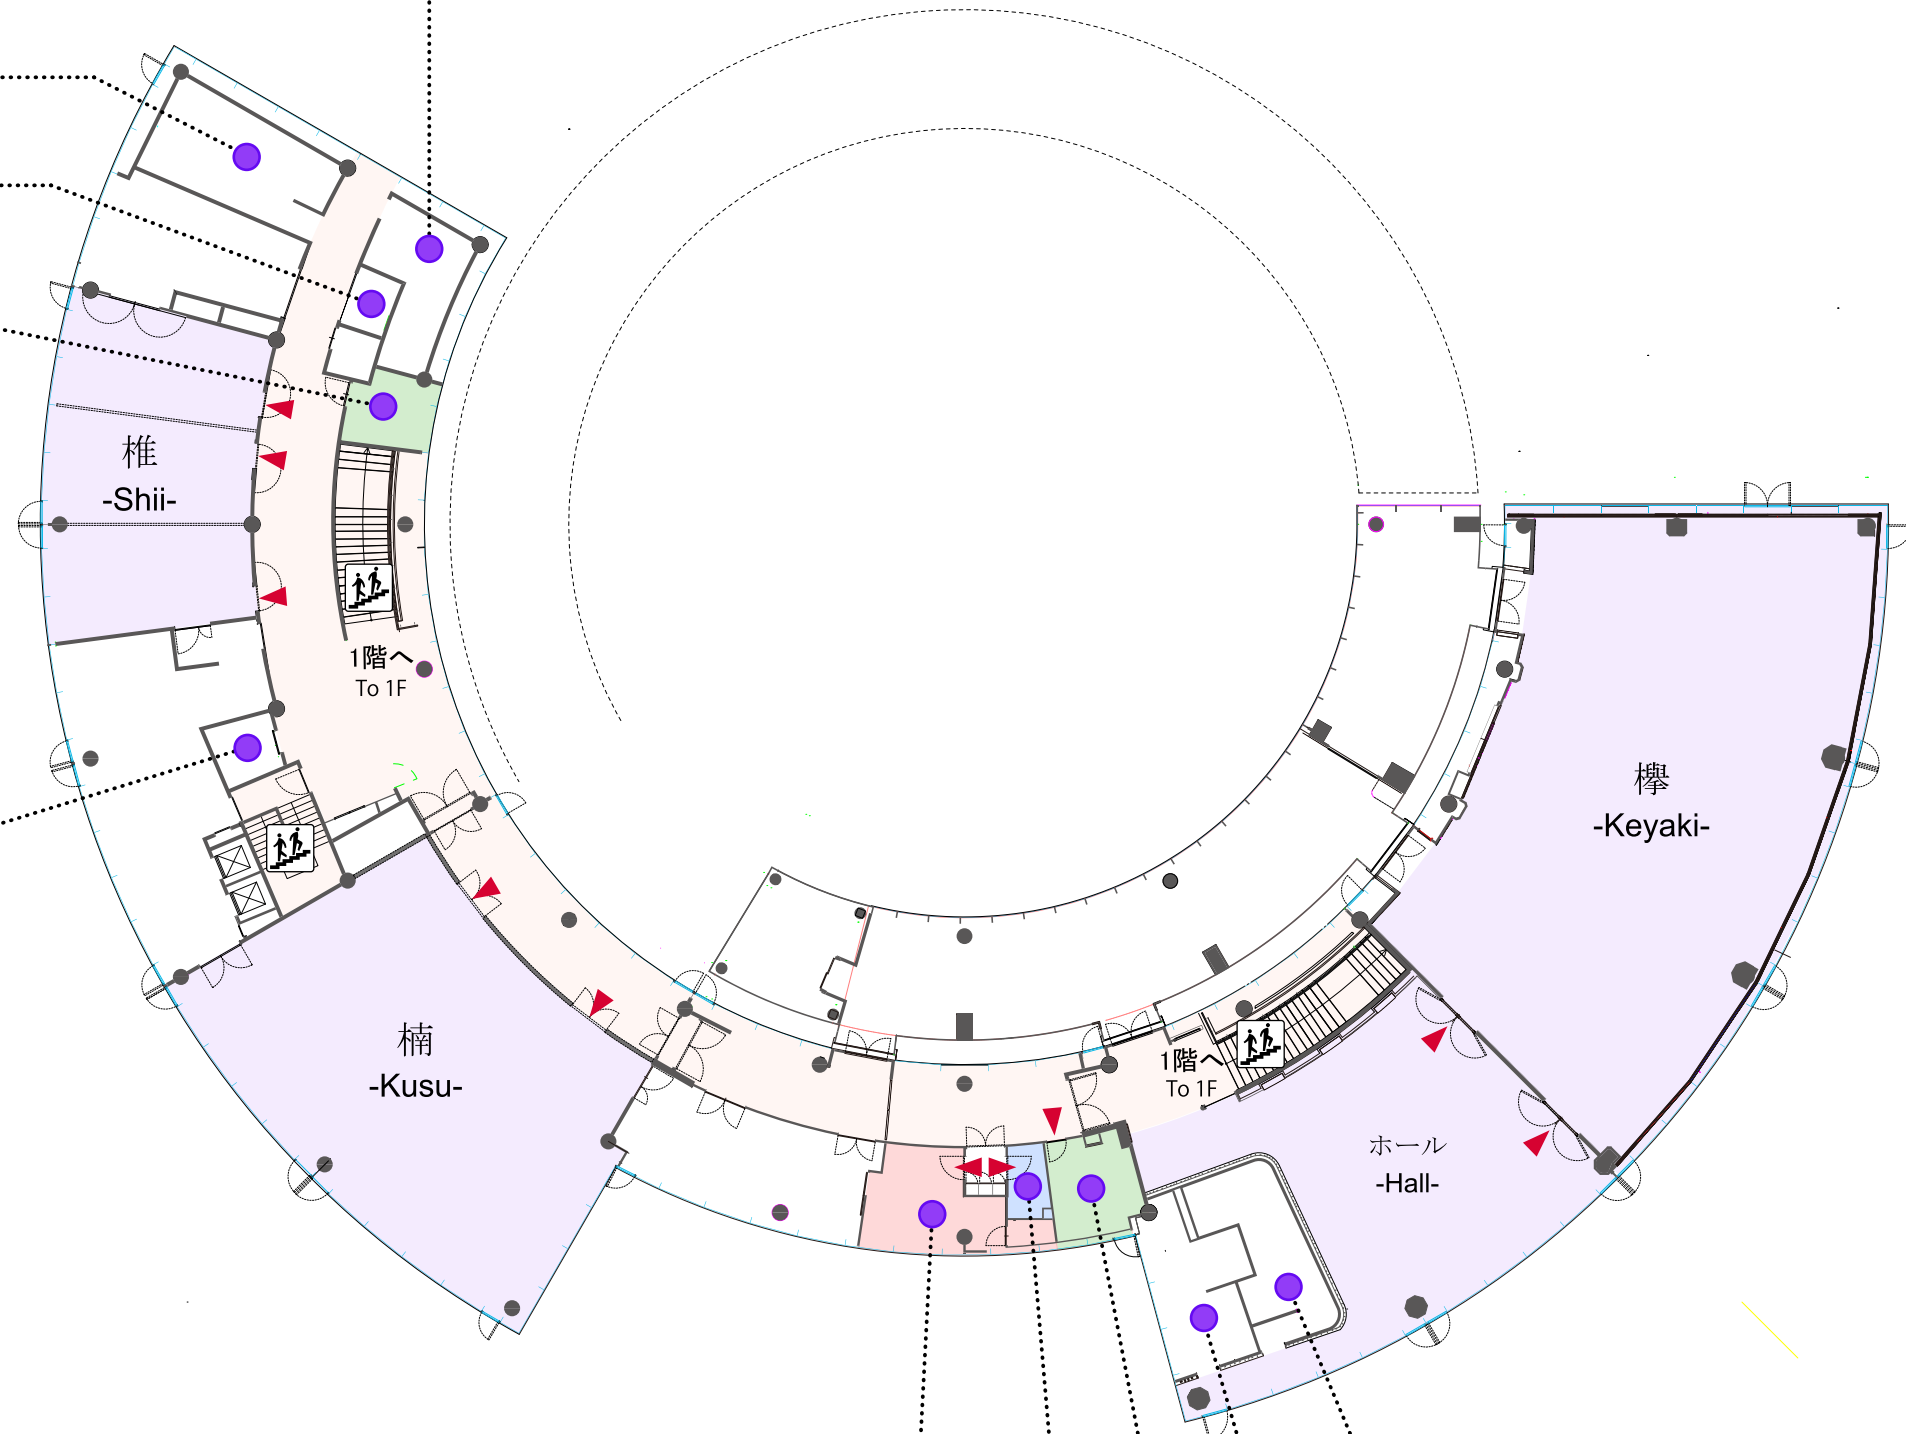 椎
-Shii-
1階へ
To 1F
欅
-Keyaki-
楠
-Kusu-
1階へ
To 1F
ホール
-Hall-